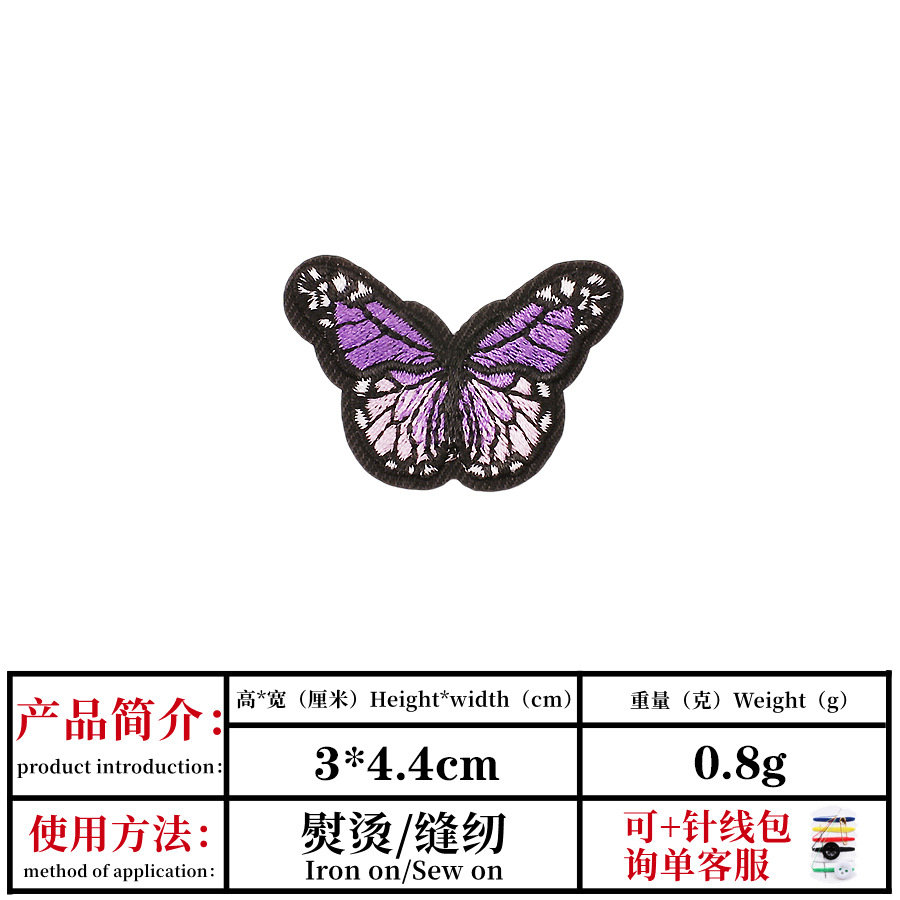 产品简介：
product introduction：
高*宽（厘米）Height*width（cm）
重量（克）Weight（g）
3*4.4cm
0.8g
使用方法：
method of application：
熨烫/缝纫
Iron on/Sew on
可+针线包
询单客服